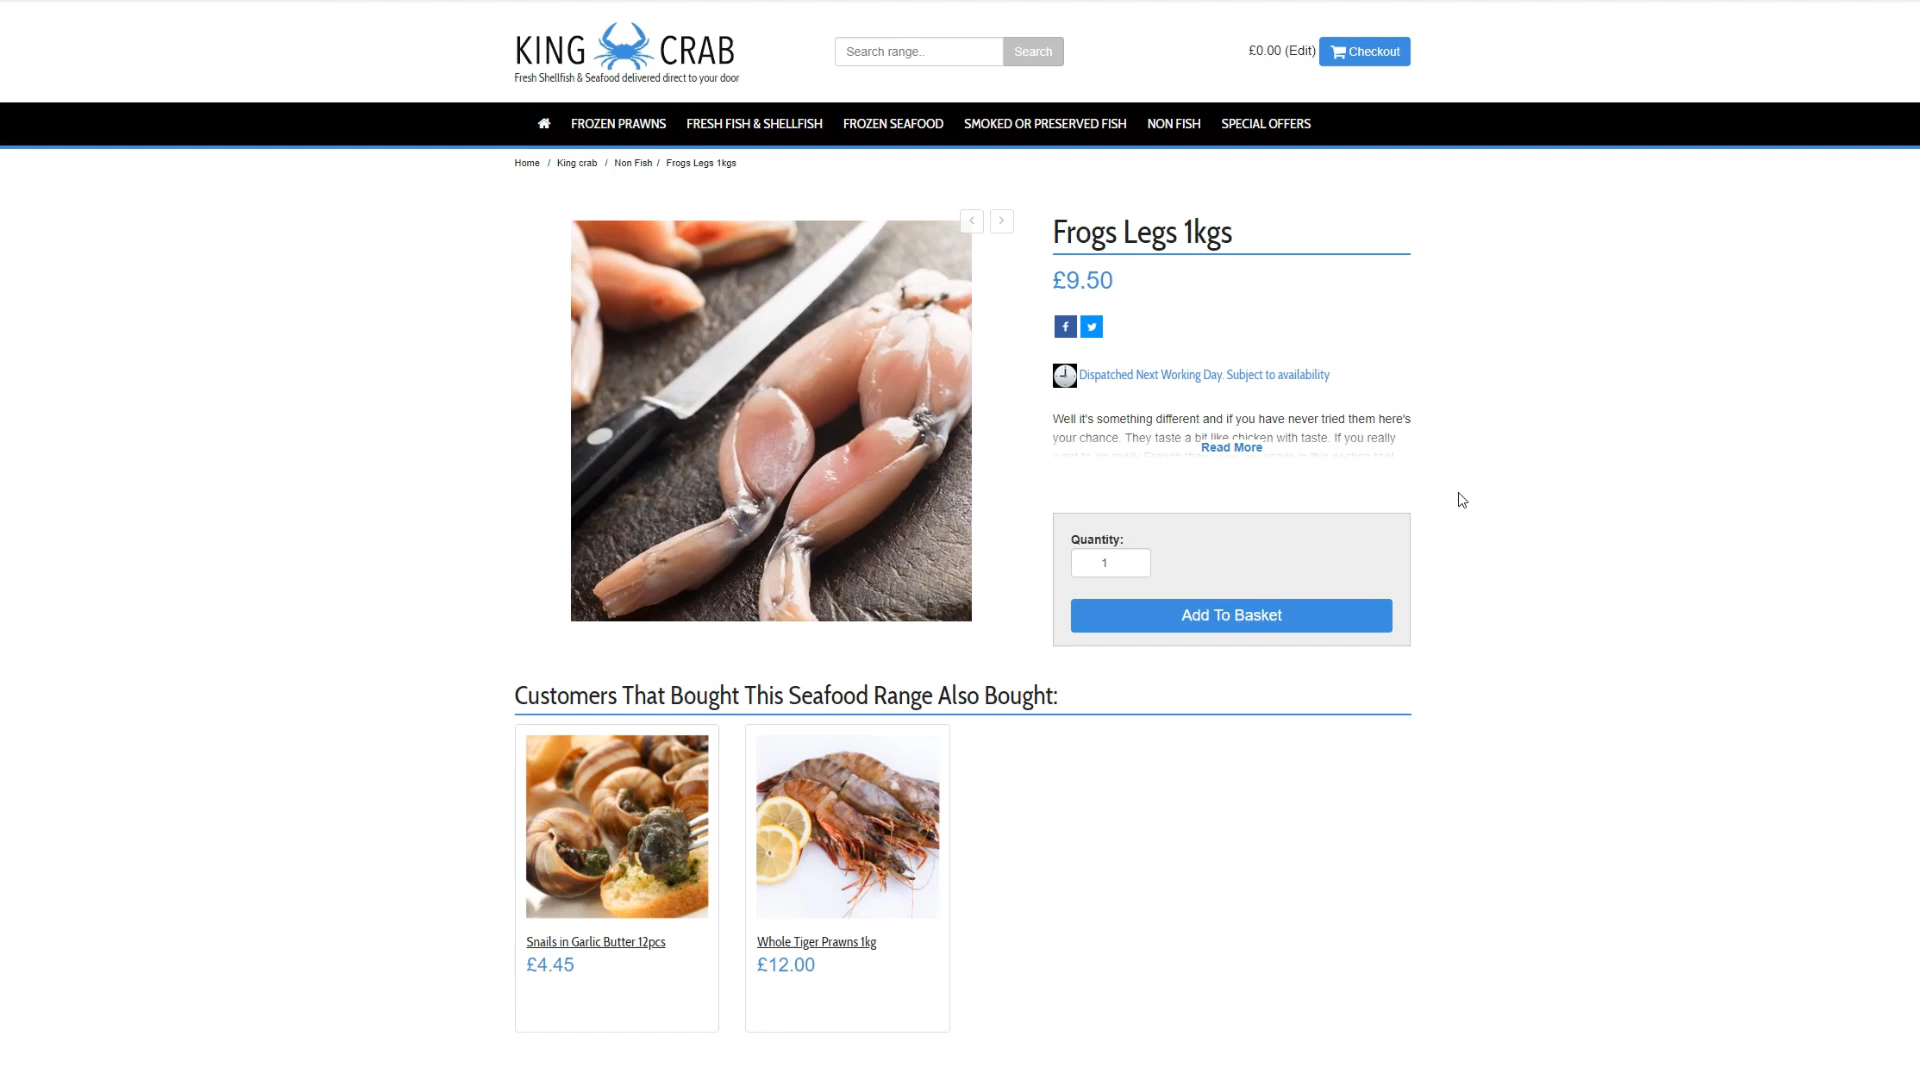 KING CRAB
Fresh Shellfish & Seafood delivered direct to your door
Search range..
Search
£0.00 (Edit)
Checkout
FROZEN PRAWNS
FRESH FISH & SHELLFISH
FROZEN SEAFOOD
SMOKED OR PRESERVED FISH
NON FISH
SPECIAL OFFERS
Home / King crab / Non Fish / Frogs Legs 1kgs
Frogs Legs 1kgs
£9.50
Dispatched Next Working Day. Subject to availability
Well it's something different and if you have never tried them here's
your chance. They taste a bit like chicken with taste. If you really
Read More
Quantity:
1
Add To Basket
Customers That Bought This Seafood Range Also Bought:
Snails in Garlic Butter 12pcs
£4.45
Whole Tiger Prawns 1kg
£12.00